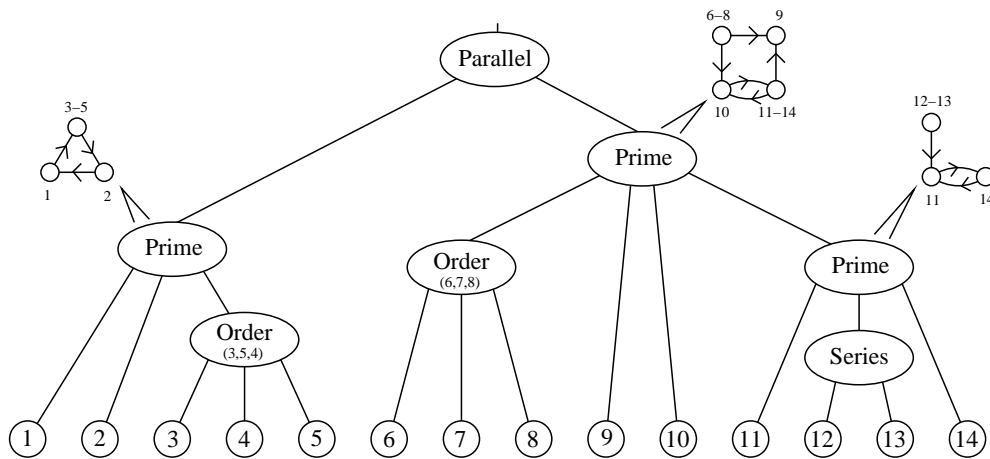 6–8 9
Parallel
10 11–14
3–5
12–13
Prime
1 2
11 14
Prime
Order
(6,7,8)
Prime
Order
(3,5,4)
Series
1 2 3 4 5 6 7 8 9 10 11 12 13 14